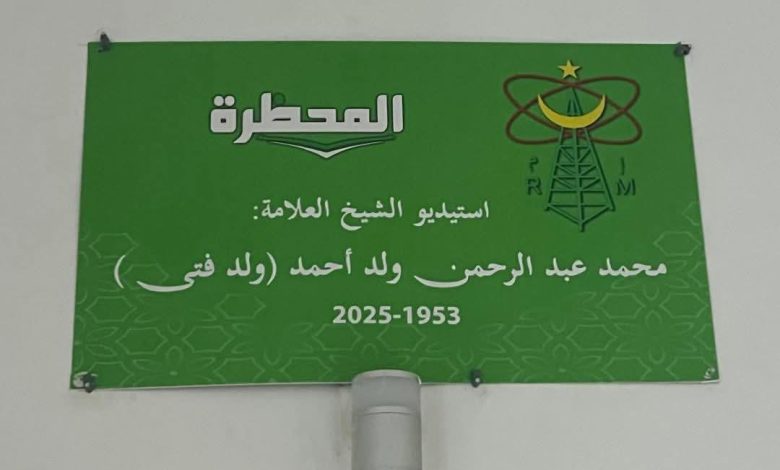 المحظرة
إ م
R M
استيديو الشيخ العلامة:
محمد عبد الرحمن ولد أحمد (ولد فتى )
2025-1953